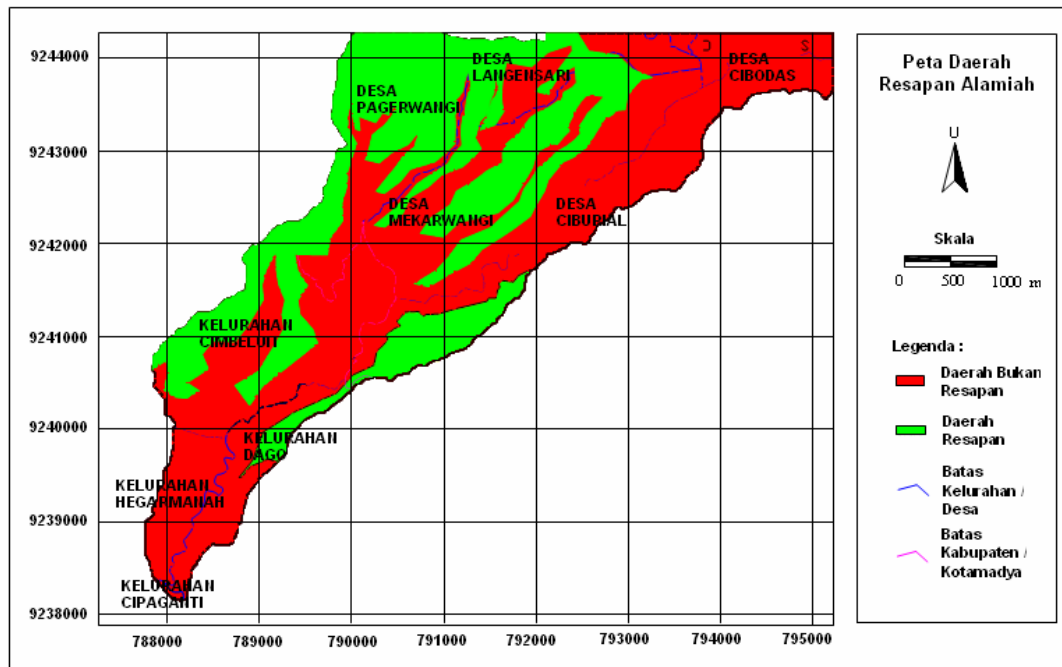 9244000
9243000
9242000
9241000
9240000
9239000
9238000
788000
789000
790000
791000
792000
793000
794000
795000
DESA
LANGENSARI
DESA
CIBODAS
DESA
PAGERWANGI
DESA
MEKARWANGI
DESA
CIBURIAL
KELURAHAN
CIMBELUIT
KELURAHAN
DAGO
KELURAHAN
HEGARMANAH
KELURAHAN
CIPAGANTI
C
S
Peta Daerah
Resapan Alamiah
U
Skala
0 500 1000 m
Legenda :
Daerah Bukan
Resapan
Daerah
Resapan
Batas
Kelurahan /
Desa
Batas
Kabupaten /
Kotamadya